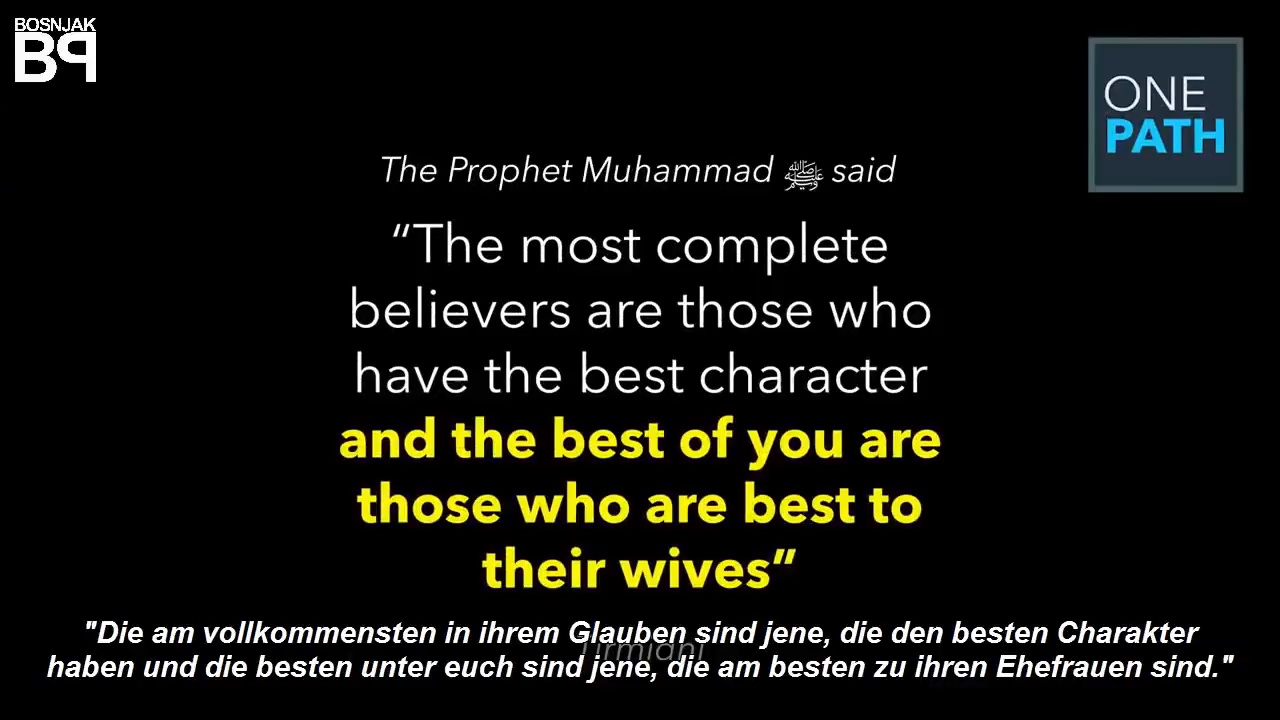 BOSNJAK
BP
ONE
PATH
The Prophet Muhammad ﷺ said
“The most complete
believers are those who
have the best character
and the best of you are
those who are best to
their wives”
Tirmidhi
"Die am vollkommensten in ihrem Glauben sind jene, die den besten Charakter
haben und die besten unter euch sind jene, die am besten zu ihren Ehefrauen sind."